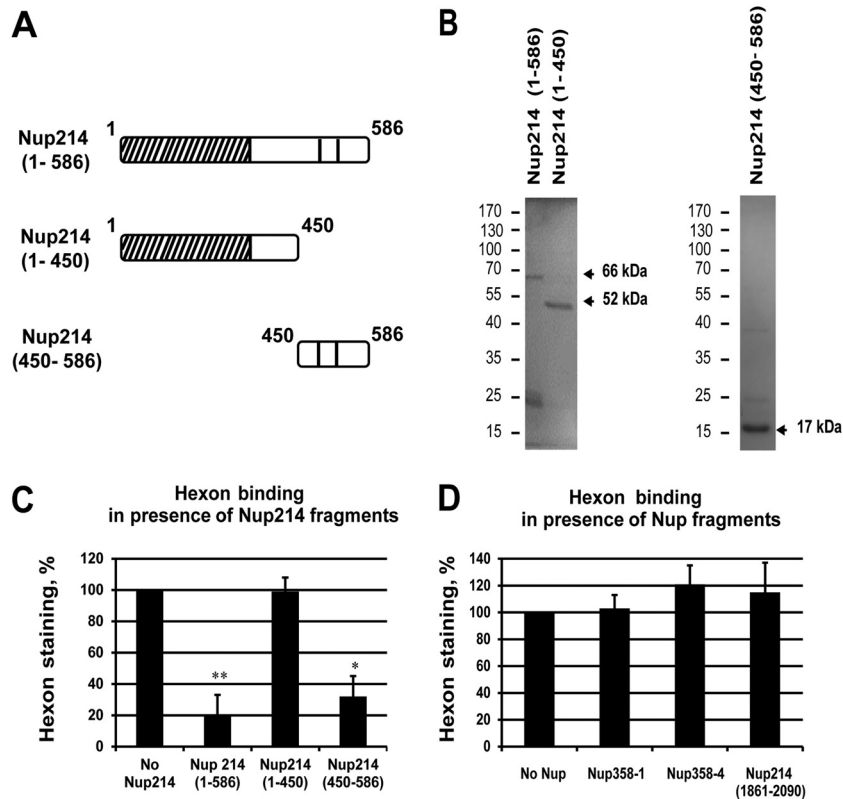 A
1
586
Nup214
(1- 586)
1
450
Nup214
(1- 450)
450
586
Nup214
(450- 586)
B
Nup214 (1-586)
Nup214 (1-450)
Nup214 (450- 586)
170
130
100
70
55
40
35
25
15
66 kDa
52 kDa
170
130
100
70
55
40
35
25
15
17 kDa
C
Hexon binding
in presence of Nup214 fragments
Hexon staining, %
120
100
80
60
40
20
0
**
*
No
Nup214
Nup 214
(1-586)
Nup214
(1-450)
Nup214
(450-586)
D
Hexon binding
in presence of Nup fragments
Hexon staining, %
140
120
100
80
60
40
20
0
No Nup
Nup358-1
Nup358-4
Nup214
(1861-2090)